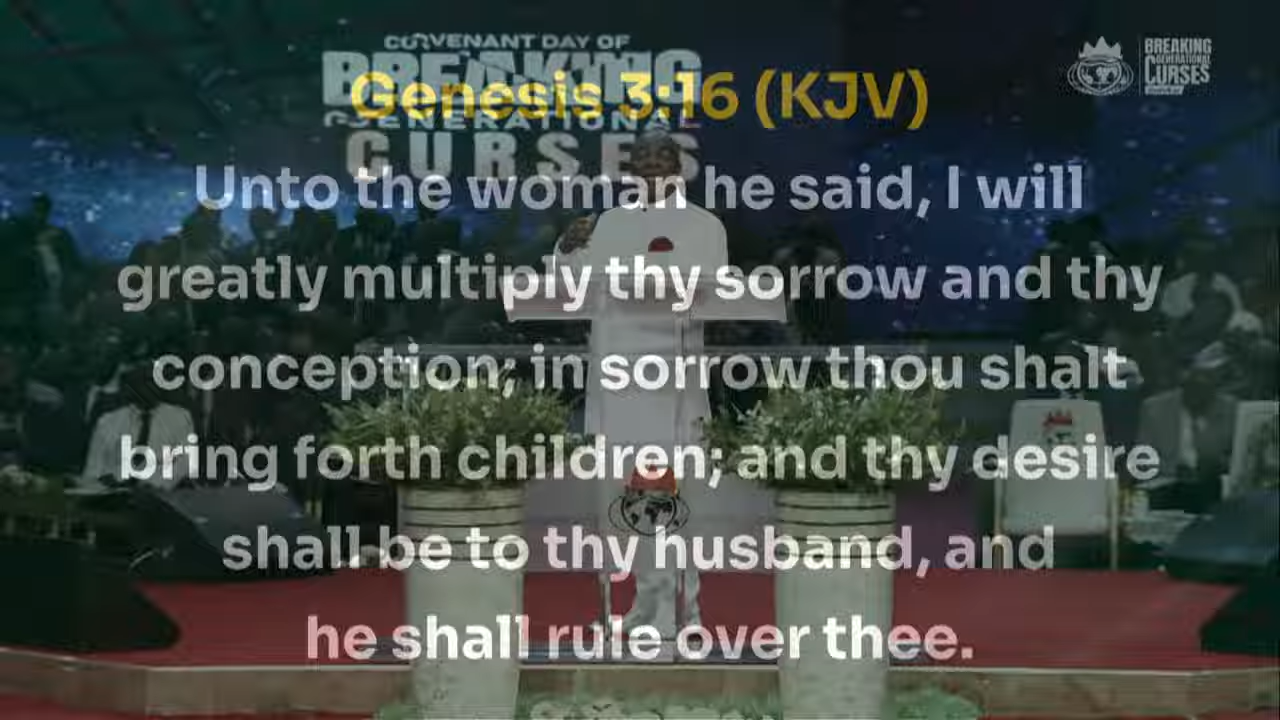 COVENANT DAY OF
BREAKING
GENERATIONAL
CURSES
BREAKING
GENERATIONAL
CURSES
Genesis 3:16 (KJV)
Unto the woman he said, I will
greatly multiply thy sorrow and thy
conception; in sorrow thou shalt
bring forth children; and thy desire
shall be to thy husband, and
he shall rule over thee.